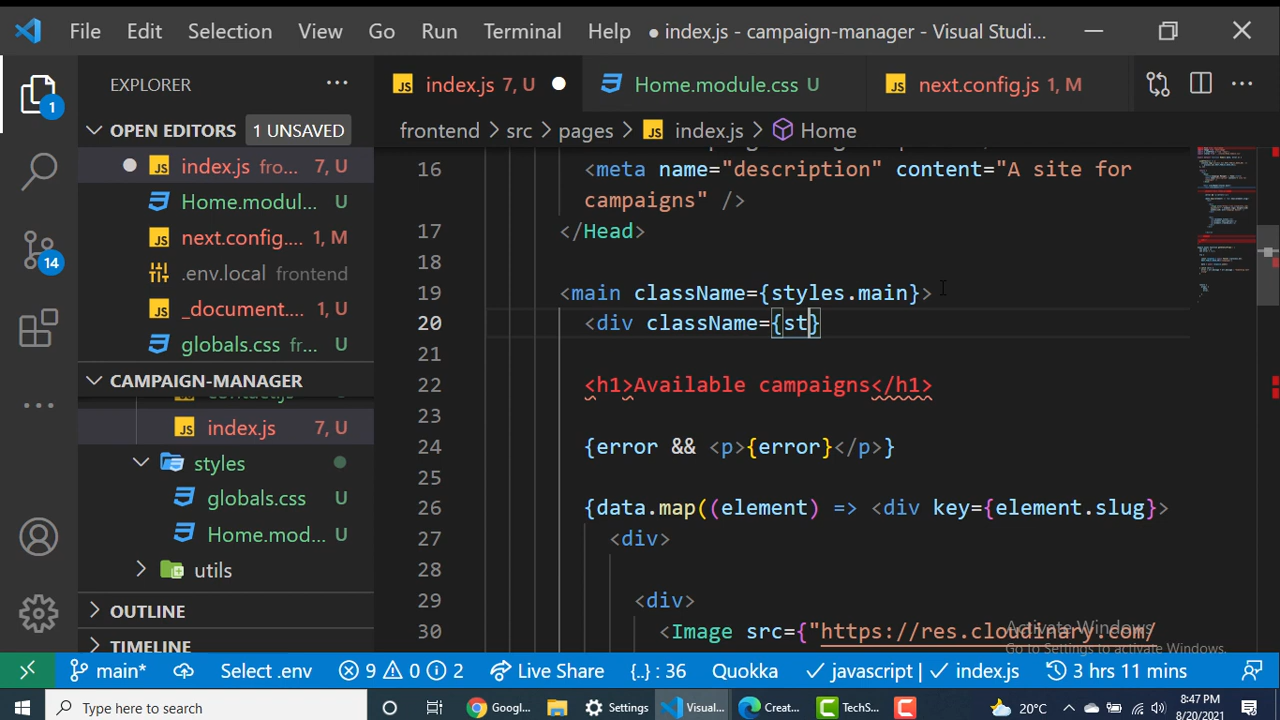 File Edit Selection View Go Run Terminal Help ● index.js - campaign-manager - Visual Studi...
EXPLORER ...
index.js 7, U
Home.module.css U
next.config.js 1, M
...
OPEN EDITORS 1 UNSAVED
frontend > src > pages > index.js > Home
index.js fro... 7, U
Home.modul... U
next.config.... 1, M
.env.local frontend
_document....
globals.css fr...
CAMPAIGN-MANAGER
index.js 7, U
styles
globals.css U
Home.mod... U
utils
OUTLINE
TIMELINE
1
14
16 <meta name="description" content="A site for
campaigns" />
17 </Head>
18
19 <main className={styles.main}>
20 <div className={st}
21
22 <h1>Available campaigns</h1>
23
24 {error && <p>{error}</p>}
25
26 {data.map((element) => <div key={element.slug}>
27 <div>
28
29 <div>
30 <Image src={"https://res.cloudinary.com/
Activate Windows
Go to Settings to activate Windows.
main* Select .env 9 0 2 Live Share {..} : 36 Quokka ✓ javascript | ✓ index.js 3 hrs 11 mins
Type here to search
Googl...
Settings
Visual...
Creat...
TechS...
20°C
8:47 PM
8/20/2021